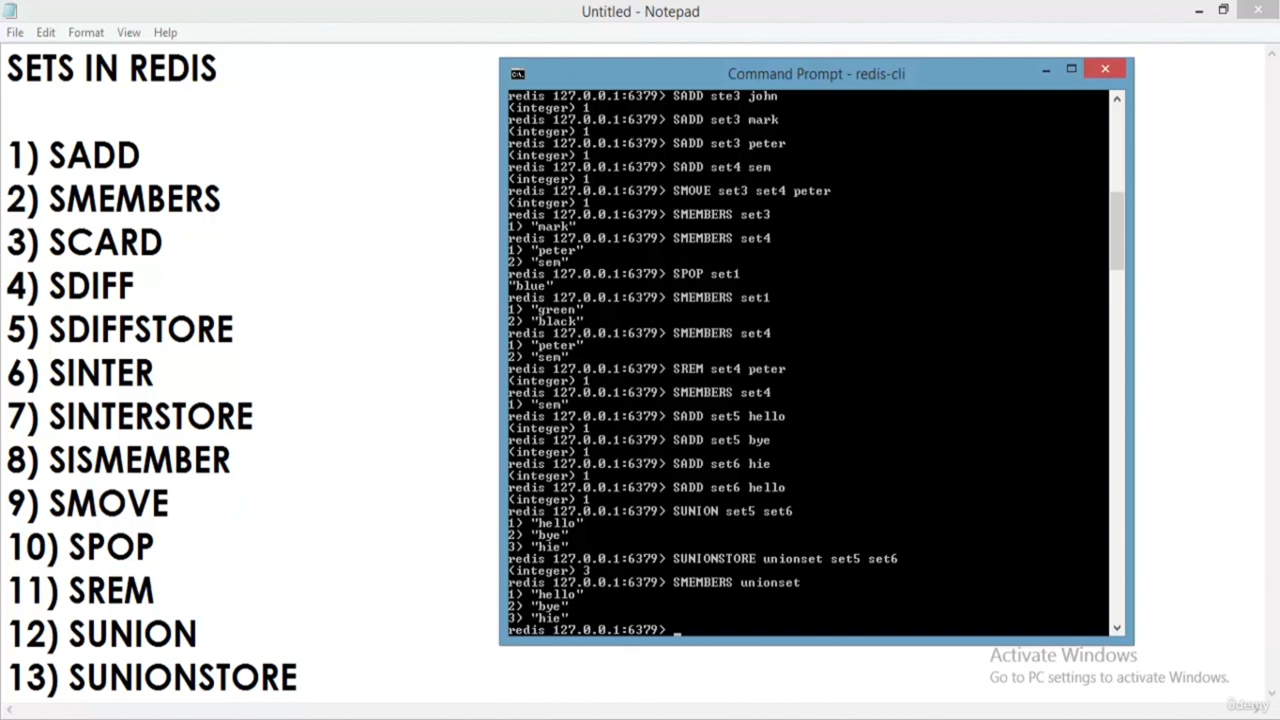 Untitled - Notepad
File Edit Format View Help
SETS IN REDIS
1) SADD
2) SMEMBERS
3) SCARD
4) SDIFF
5) SDIFFSTORE
6) SINTER
7) SINTERSTORE
8) SISMEMBER
9) SMOVE
10) SPOP
11) SREM
12) SUNION
13) SUNIONSTORE
Command Prompt - redis-cli
redis 127.0.0.1:6379> SADD ste3 john
(integer) 1
redis 127.0.0.1:6379> SADD set3 mark
(integer) 1
redis 127.0.0.1:6379> SADD set3 peter
(integer) 1
redis 127.0.0.1:6379> SADD set4 sem
(integer) 1
redis 127.0.0.1:6379> SMOVE set3 set4 peter
(integer) 1
redis 127.0.0.1:6379> SMEMBERS set3
1) "mark"
redis 127.0.0.1:6379> SMEMBERS set4
1) "peter"
2) "sem"
redis 127.0.0.1:6379> SPOP set1
"blue"
redis 127.0.0.1:6379> SMEMBERS set1
1) "green"
2) "black"
redis 127.0.0.1:6379> SMEMBERS set4
1) "peter"
2) "sem"
redis 127.0.0.1:6379> SREM set4 peter
(integer) 1
redis 127.0.0.1:6379> SMEMBERS set4
1) "sem"
redis 127.0.0.1:6379> SADD set5 hello
(integer) 1
redis 127.0.0.1:6379> SADD set5 bye
(integer) 1
redis 127.0.0.1:6379> SADD set6 hie
(integer) 1
redis 127.0.0.1:6379> SADD set6 hello
(integer) 1
redis 127.0.0.1:6379> SUNION set5 set6
1) "hello"
2) "bye"
3) "hie"
redis 127.0.0.1:6379> SUNIONSTORE unionset set5 set6
(integer) 3
redis 127.0.0.1:6379> SMEMBERS unionset
1) "hello"
2) "bye"
3) "hie"
redis 127.0.0.1:6379> _
Activate Windows
Go to PC settings to activate Windows.
ûdemy